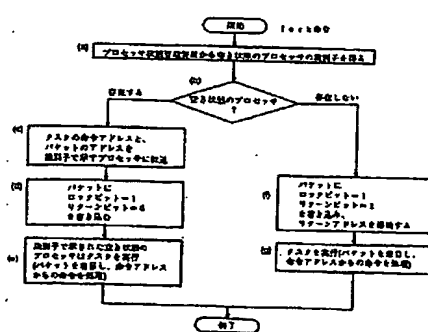 開始
fork命令
(a)
プロセッサ状態管理装置から空き状態のプロセッサの識別子を得る
(b)
空き状態のプロセッサ
?
存在する
存在しない
(c)
タスクの命令アドレスと、
パケットのアドレスを
識別子で示すプロセッサに転送
(d)
パケットに
ロックビット=1
リターンビット=0
を書き込む
(e)
識別子で示された空き状態の
プロセッサはタスクを実行
(パケットを着目し、命令アドレス
からの命令を処理)
(f)
パケットに
ロックビット=1
リターンビット=1
を書き込み、
リターンアドレスを格納する
(g)
タスクを実行(パケットを着目し、
命令アドレスからの命令を処理)
終了